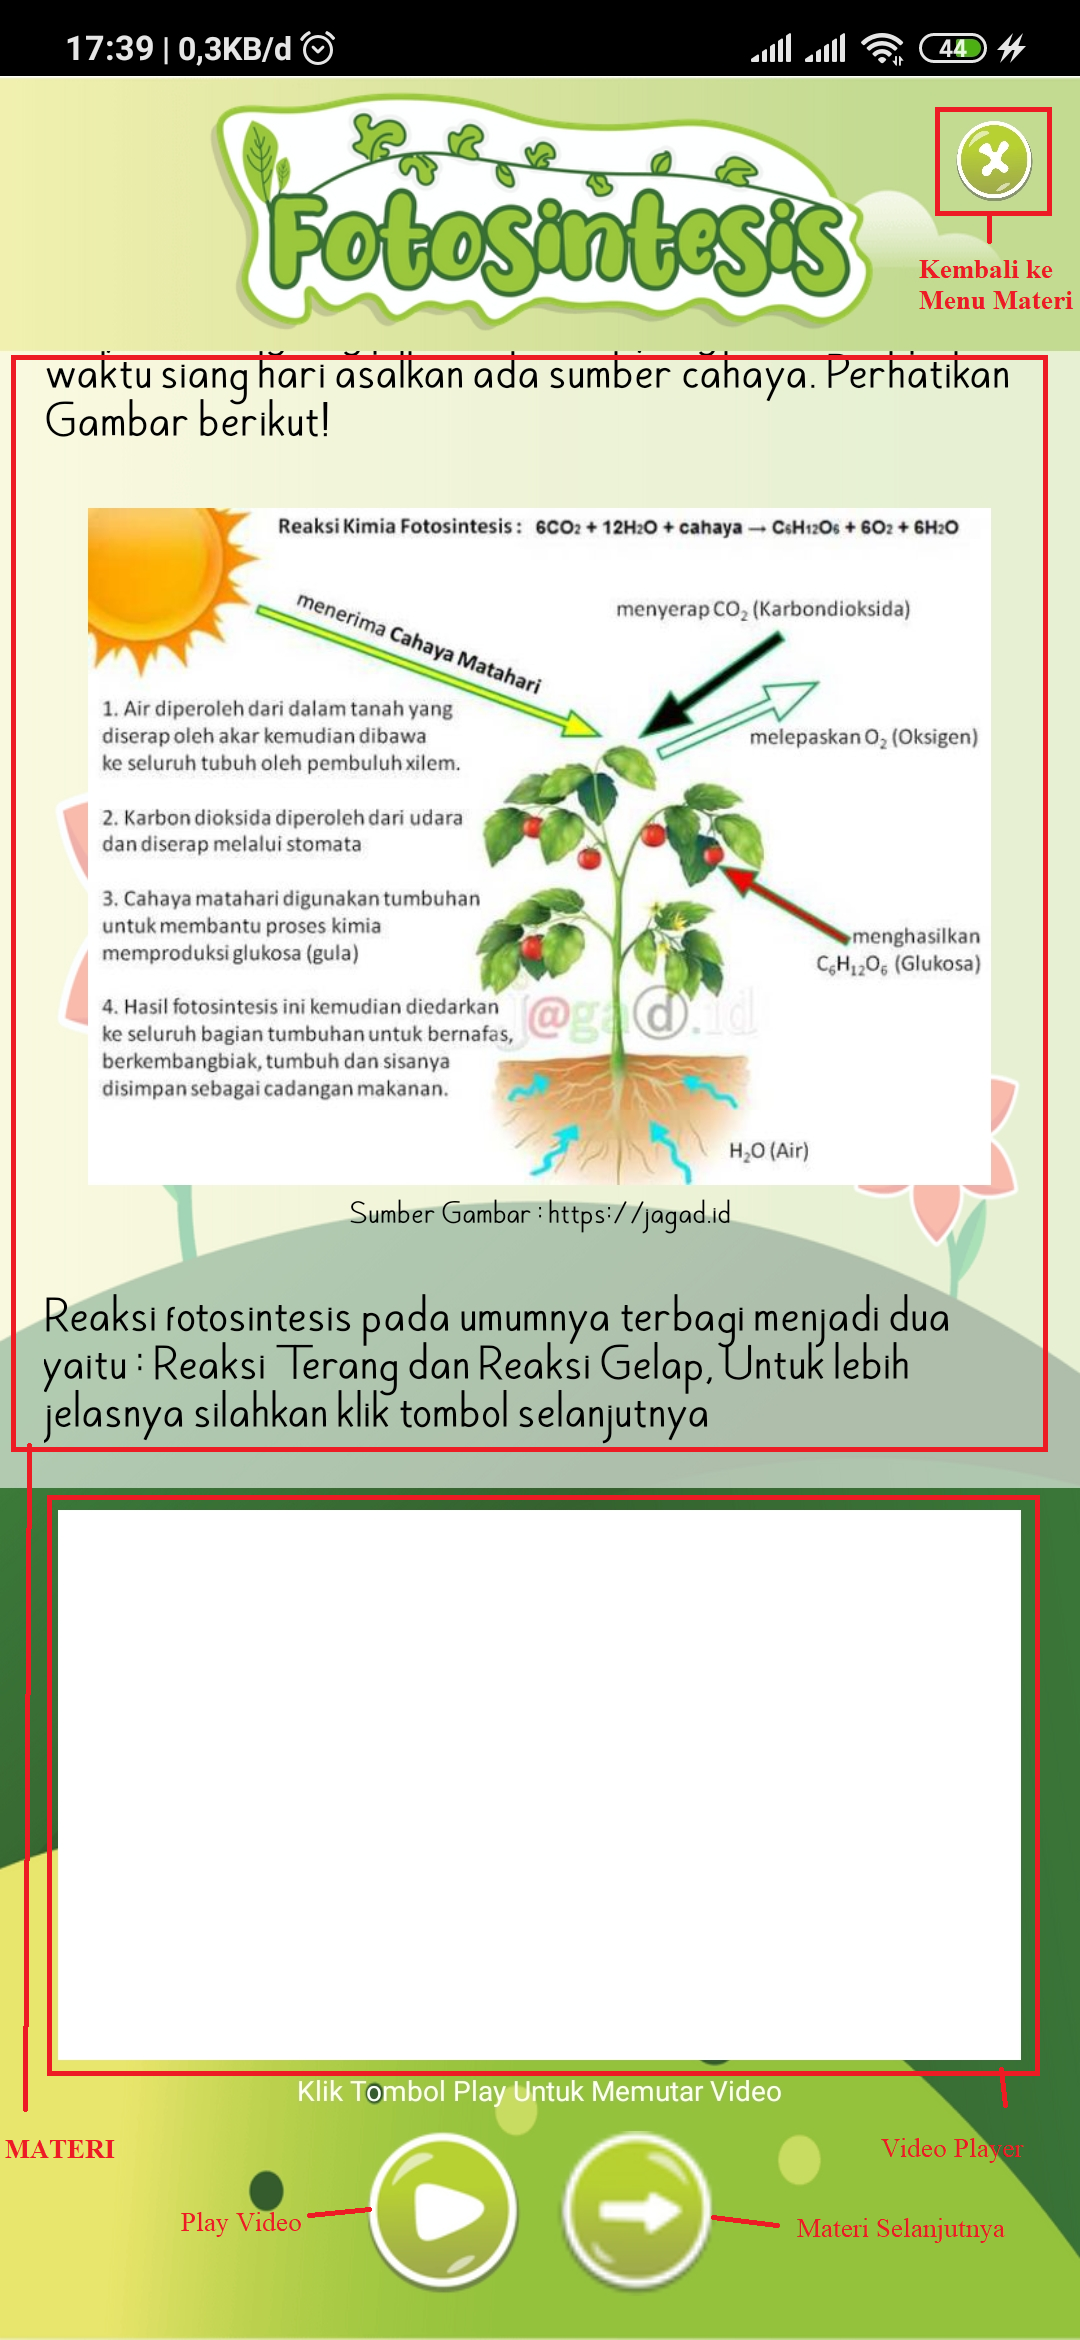 17:39 | 0,3KB/d
44
Fotosintesis
Kembali ke
Menu Materi
waktu siang hari asalkan ada sumber cahaya. Perhatikan
Gambar berikut!
Reaksi Kimia Fotosintesis : 6CO₂ + 12H₂O + cahaya → C₆H₁₂O₆ + 6O₂ + 6H₂O
menerima Cahaya Matahari
menyerap CO₂ (Karbondioksida)
melepaskan O₂ (Oksigen)
1. Air diperoleh dari dalam tanah yang
diserap oleh akar kemudian dibawa
ke seluruh tubuh oleh pembuluh xilem.
2. Karbon dioksida diperoleh dari udara
dan diserap melalui stomata
3. Cahaya matahari digunakan tumbuhan
untuk membantu proses kimia
memproduksi glukosa (gula)
menghasilkan
C₆H₁₂O₆ (Glukosa)
4. Hasil fotosintesis ini kemudian diedarkan
ke seluruh bagian tumbuhan untuk bernafas,
berkembangbiak, tumbuh dan sisanya
disimpan sebagai cadangan makanan.
j@gad.id
H₂O (Air)
Sumber Gambar : https://jagad.id
Reaksi fotosintesis pada umumnya terbagi menjadi dua
yaitu : Reaksi Terang dan Reaksi Gelap, Untuk lebih
jelasnya silahkan klik tombol selanjutnya
Klik Tombol Play Untuk Memutar Video
MATERI
Video Player
Play Video
Materi Selanjutnya